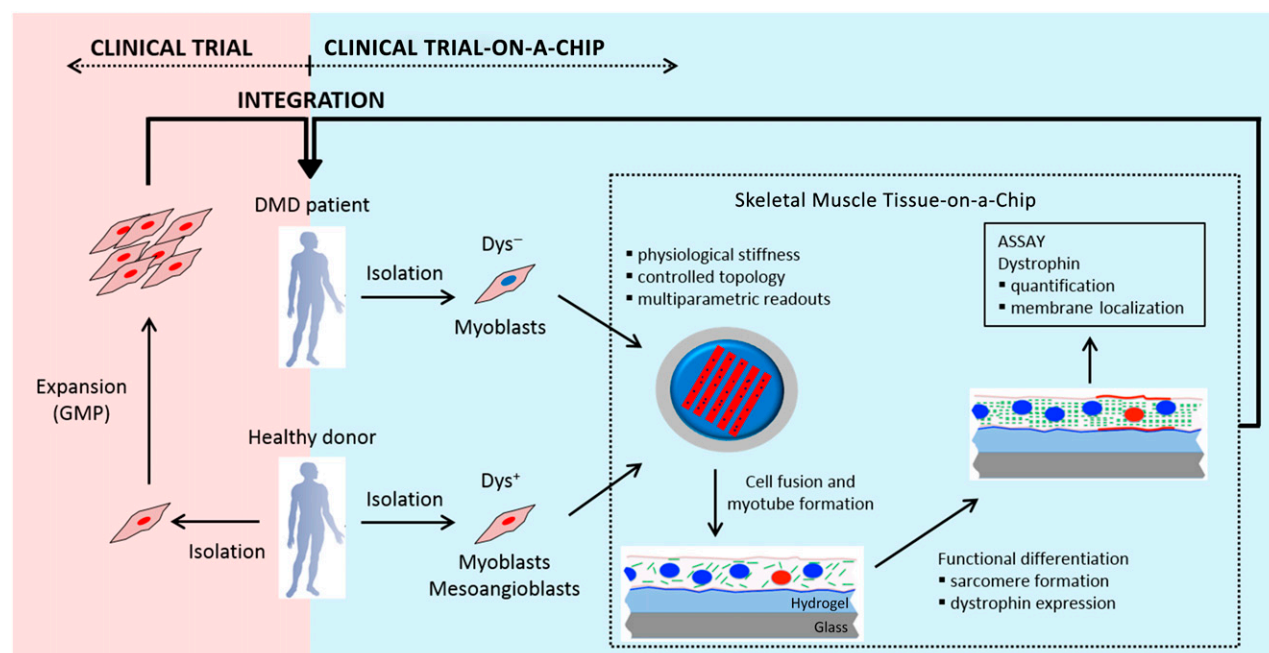 CLINICAL TRIAL
CLINICAL TRIAL-ON-A-CHIP
INTEGRATION
DMD patient
Isolation
Dys⁻
Myoblasts
Expansion
(GMP)
Healthy donor
Isolation
Isolation
Dys⁺
Myoblasts
Mesoangioblasts
Skeletal Muscle Tissue-on-a-Chip
▪ physiological stiffness
▪ controlled topology
▪ multiparametric readouts
Cell fusion and
myotube formation
Hydrogel
Glass
ASSAY
Dystrophin
▪ quantification
▪ membrane localization
Functional differentiation
▪ sarcomere formation
▪ dystrophin expression